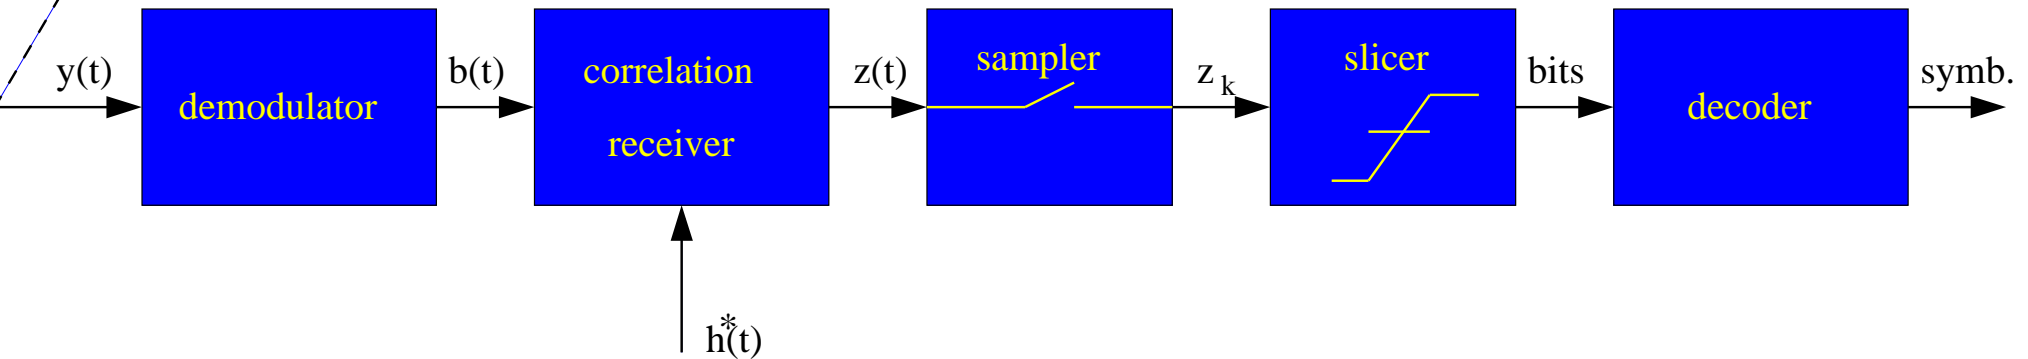 y(t)
demodulator
b(t)
correlation
receiver
z(t)
sampler
z k
slicer
bits
decoder
symb.
h*(t)